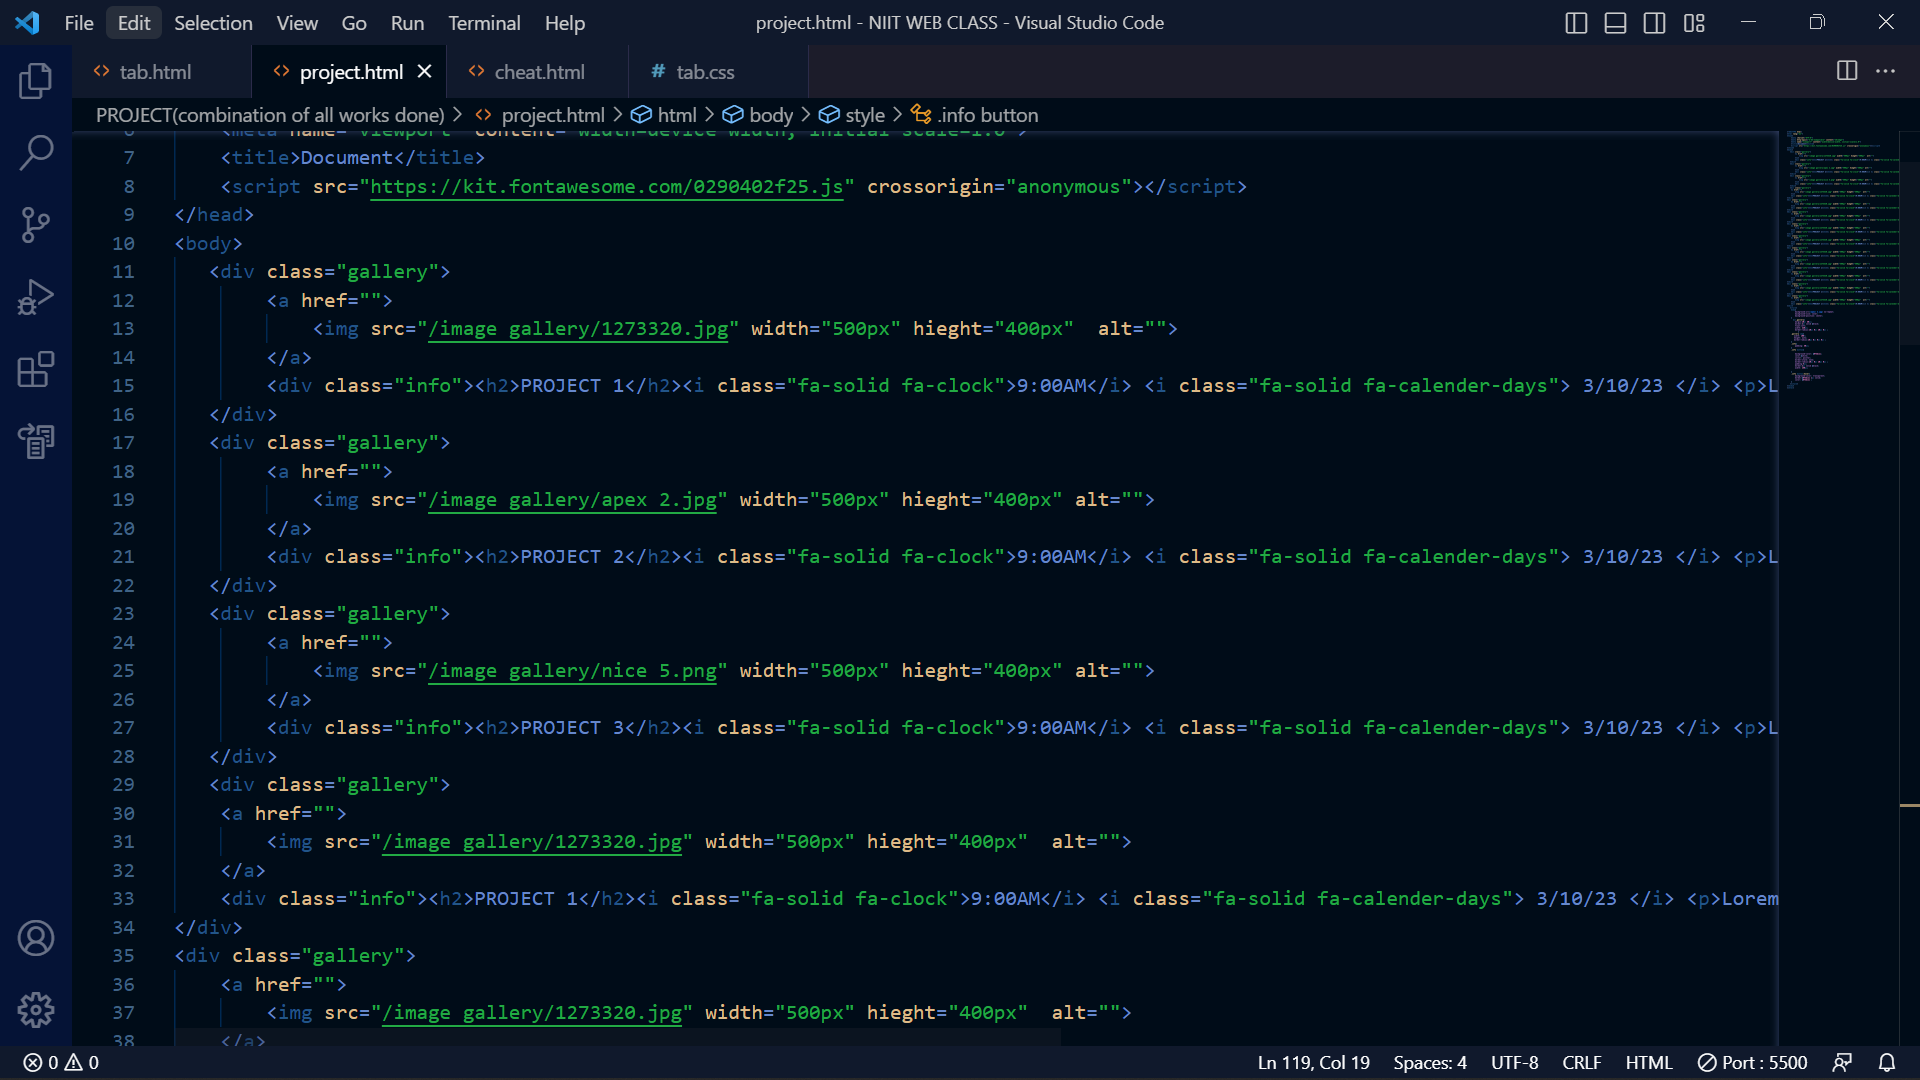 File Edit Selection View Go Run Terminal Help project.html - NIIT WEB CLASS - Visual Studio Code
tab.html project.html cheat.html # tab.css
PROJECT(combination of all works done) > project.html > html > body > style > .info button
6 <meta name="viewport" content="width=device-width, initial-scale=1.0">
7 <title>Document</title>
8 <script src="https://kit.fontawesome.com/0290402f25.js" crossorigin="anonymous"></script>
9 </head>
10 <body>
11 <div class="gallery">
12 <a href="">
13 <img src="/image gallery/1273320.jpg" width="500px" hieght="400px"  alt="">
14 </a>
15 <div class="info"><h2>PROJECT 1</h2><i class="fa-solid fa-clock">9:00AM</i> <i class="fa-solid fa-calender-days"> 3/10/23 </i> <p>L
16 </div>
17 <div class="gallery">
18 <a href="">
19 <img src="/image gallery/apex 2.jpg" width="500px" hieght="400px" alt="">
20 </a>
21 <div class="info"><h2>PROJECT 2</h2><i class="fa-solid fa-clock">9:00AM</i> <i class="fa-solid fa-calender-days"> 3/10/23 </i> <p>L
22 </div>
23 <div class="gallery">
24 <a href="">
25 <img src="/image gallery/nice 5.png" width="500px" hieght="400px" alt="">
26 </a>
27 <div class="info"><h2>PROJECT 3</h2><i class="fa-solid fa-clock">9:00AM</i> <i class="fa-solid fa-calender-days"> 3/10/23 </i> <p>L
28 </div>
29 <div class="gallery">
30 <a href="">
31 <img src="/image gallery/1273320.jpg" width="500px" hieght="400px"  alt="">
32 </a>
33 <div class="info"><h2>PROJECT 1</h2><i class="fa-solid fa-clock">9:00AM</i> <i class="fa-solid fa-calender-days"> 3/10/23 </i> <p>Lorem
34 </div>
35 <div class="gallery">
36 <a href="">
37 <img src="/image gallery/1273320.jpg" width="500px" hieght="400px"  alt="">
38 </a>
0 0 Ln 119, Col 19 Spaces: 4 UTF-8 CRLF HTML Port : 5500